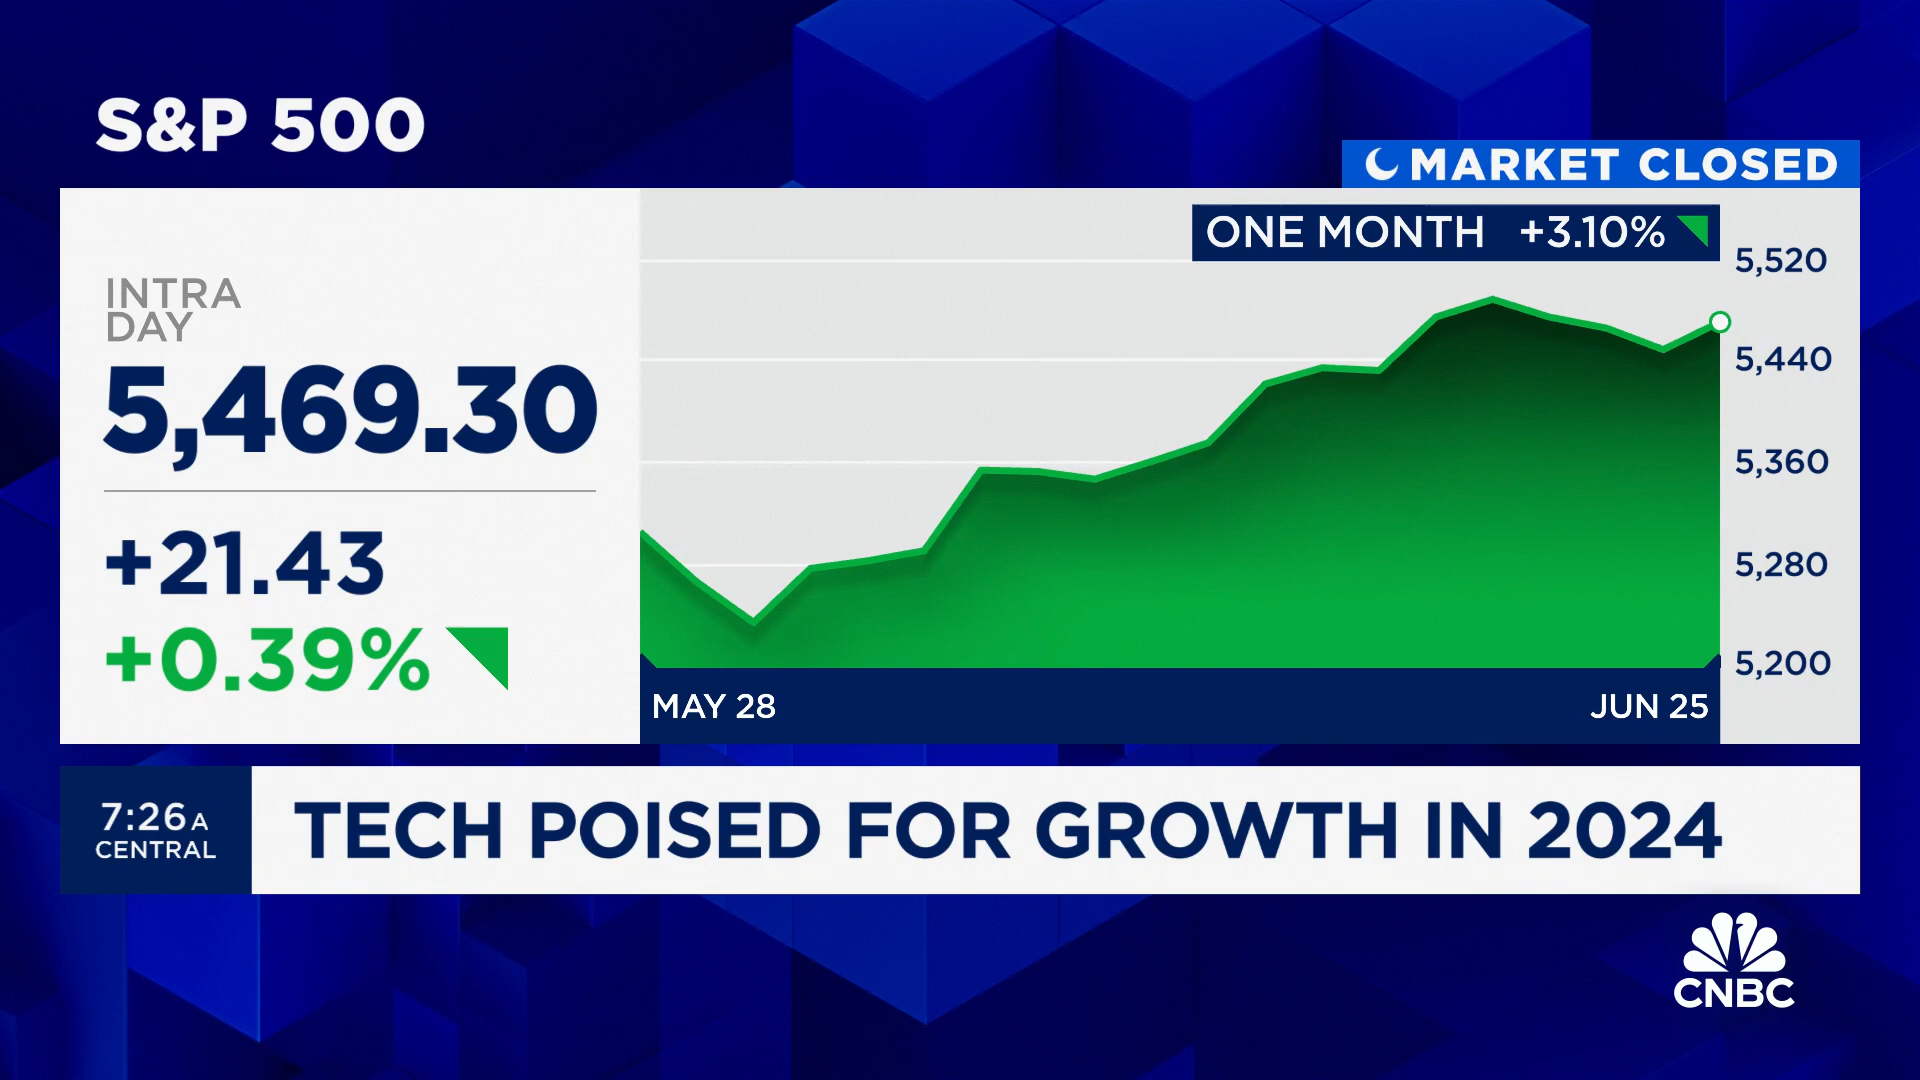 S&P 500
MARKET CLOSED
ONE MONTH +3.10%
INTRA
DAY
5,469.30
+21.43
+0.39%
5,520
5,440
5,360
5,280
5,200
MAY 28
JUN 25
7:26A
CENTRAL
TECH POISED FOR GROWTH IN 2024
CNBC